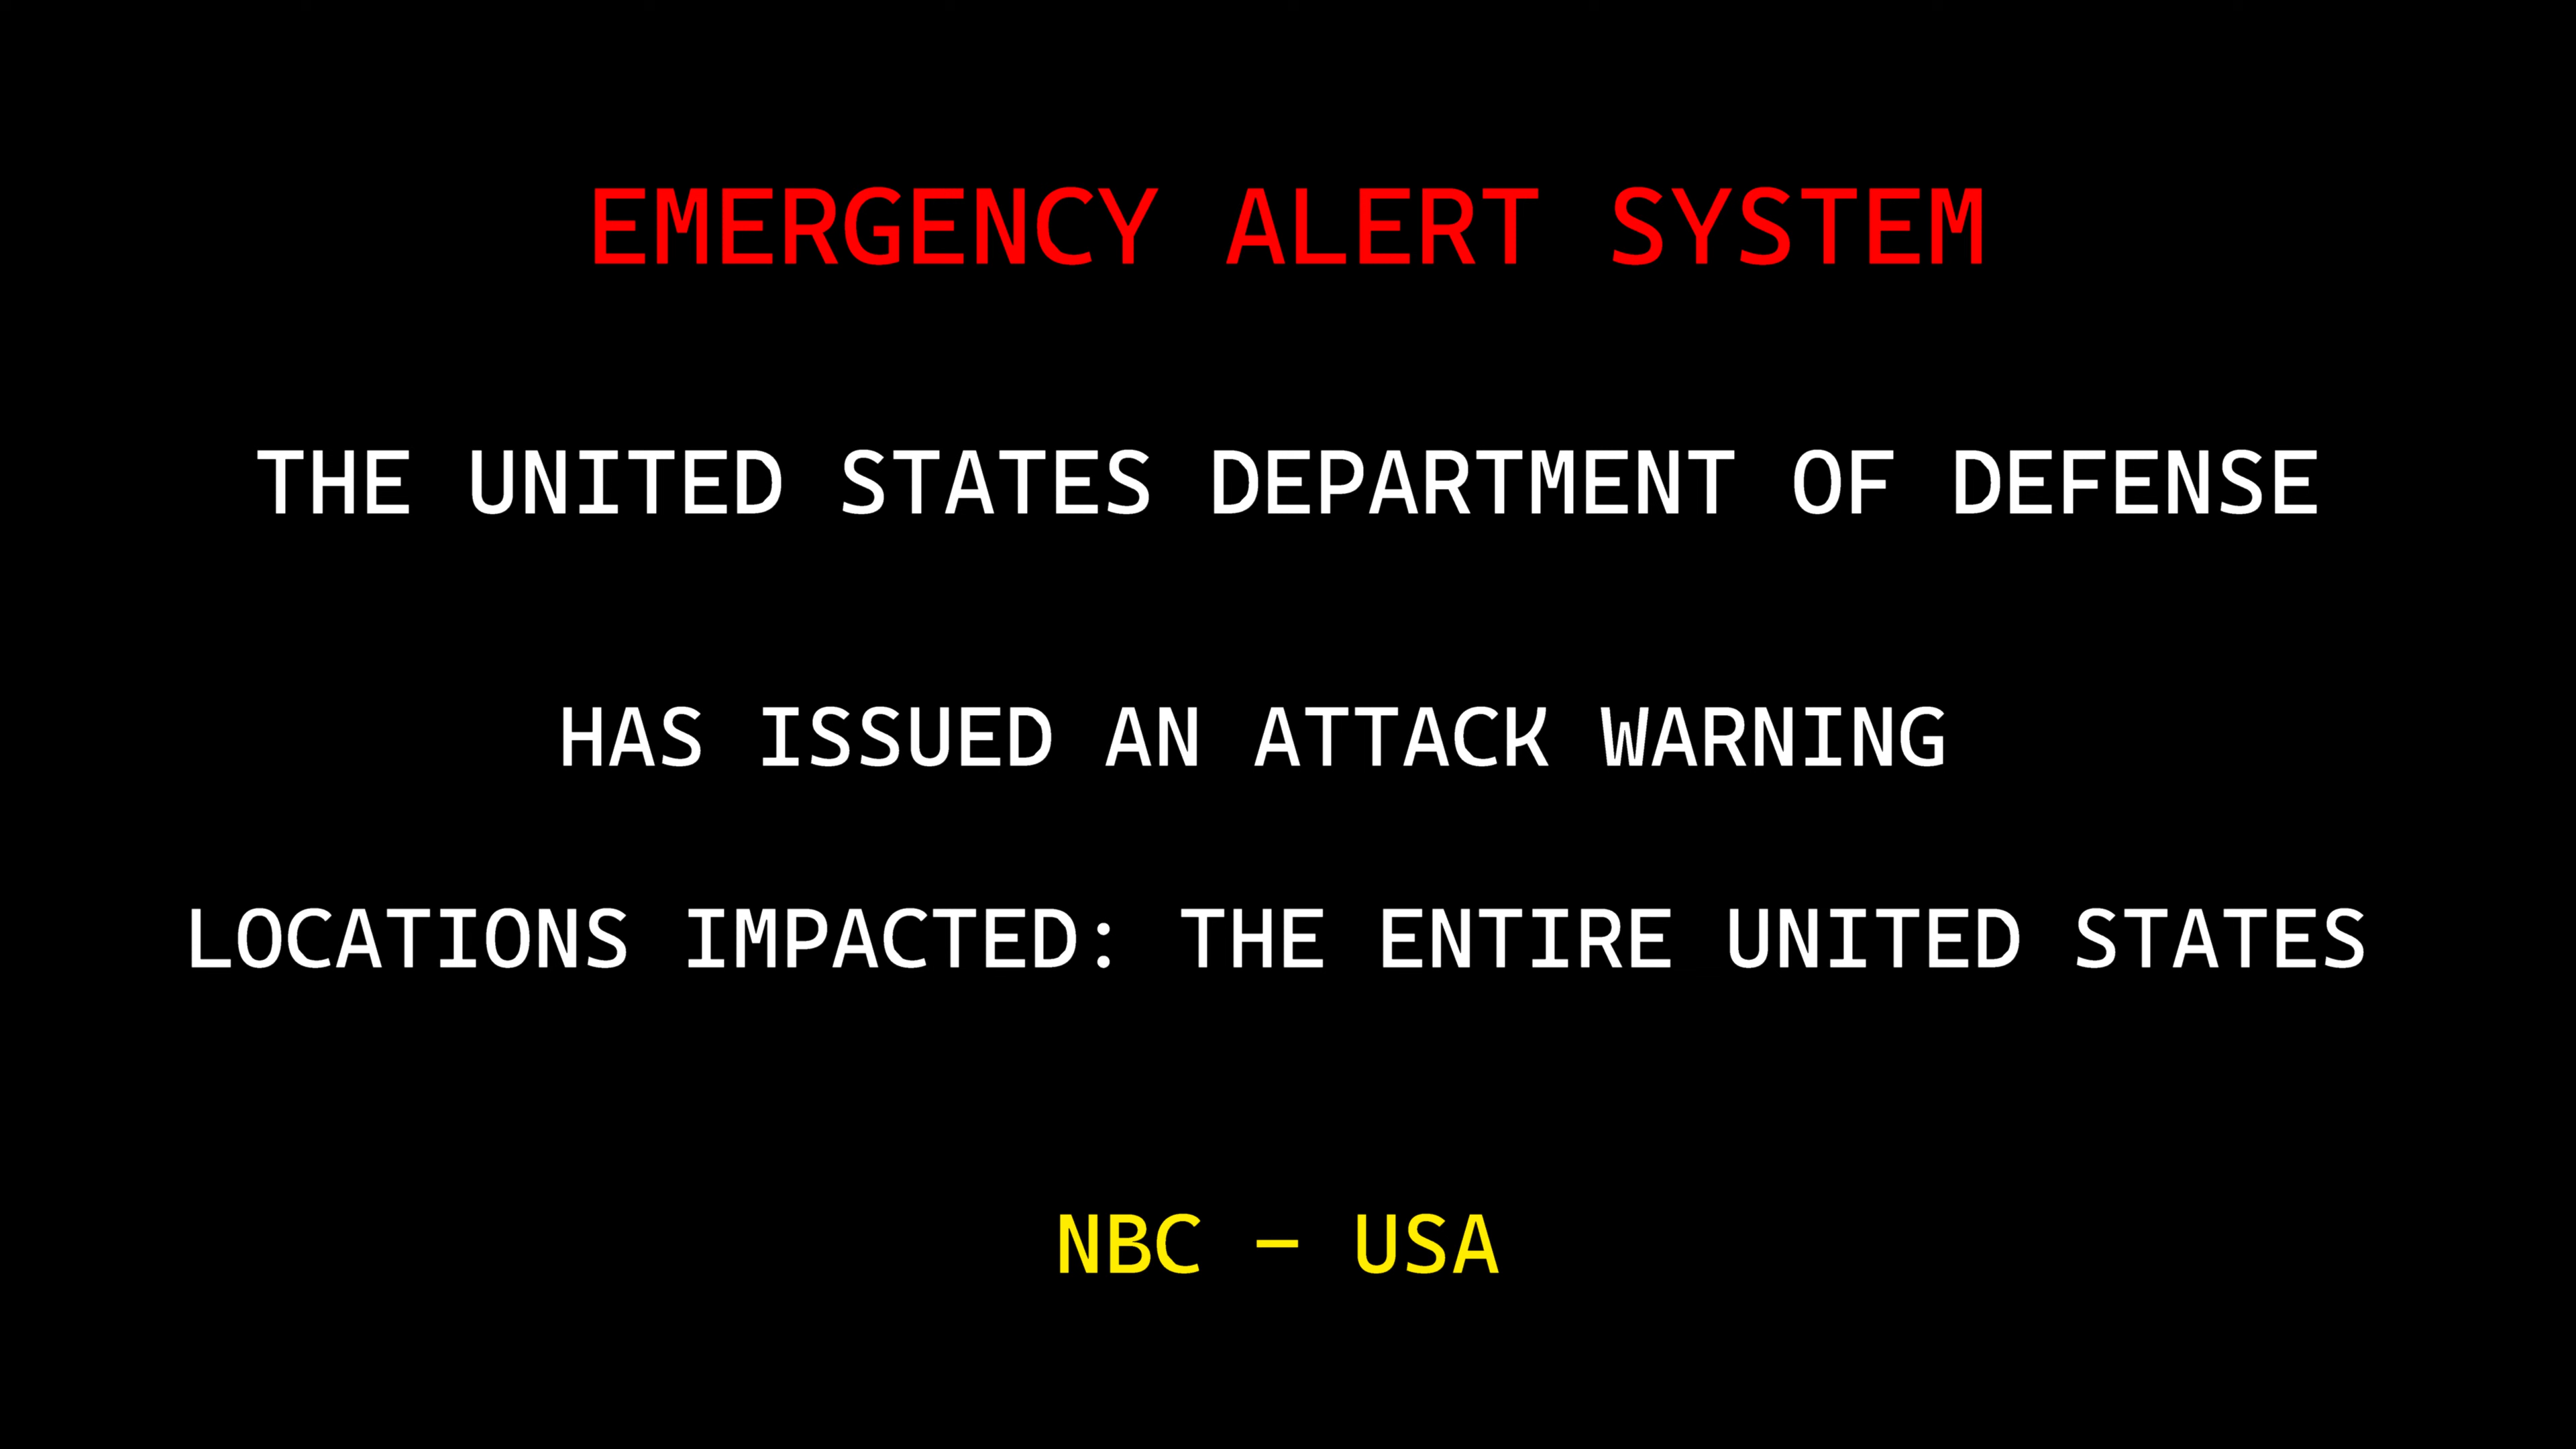 EMERGENCY ALERT SYSTEM
THE UNITED STATES DEPARTMENT OF DEFENSE
HAS ISSUED AN ATTACK WARNING
LOCATIONS IMPACTED: THE ENTIRE UNITED STATES
NBC – USA